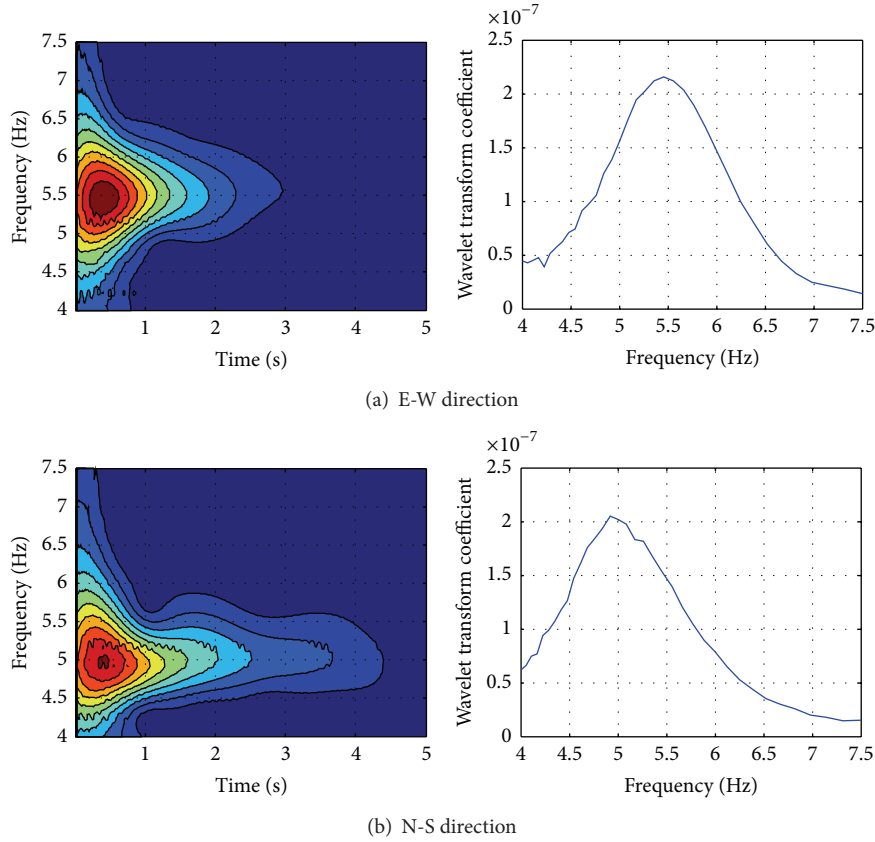 7.5
7
6.5
6
5.5
5
4.5
4
1 2 3 4 5
Frequency (Hz)
Time (s)
×10⁻⁷
2.5
2
1.5
1
0.5
0
4 4.5 5 5.5 6 6.5 7 7.5
Wavelet transform coefficient
Frequency (Hz)
(a) E-W direction
7.5
7
6.5
6
5.5
5
4.5
4
1 2 3 4 5
Frequency (Hz)
Time (s)
×10⁻⁷
2.5
2
1.5
1
0.5
0
4 4.5 5 5.5 6 6.5 7 7.5
Wavelet transform coefficient
Frequency (Hz)
(b) N-S direction